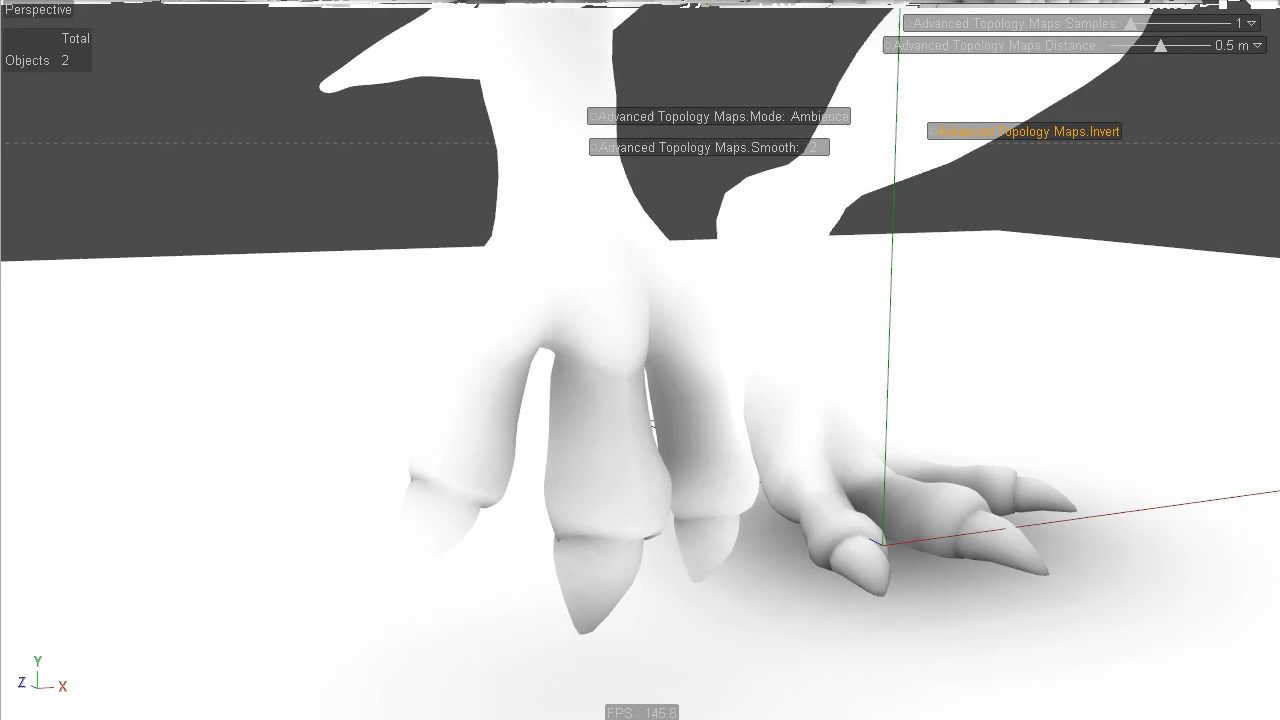 Perspective
Total
Objects 2
Advanced Topology Maps.Samples: 1
Advanced Topology Maps.Distance: 0.5 m
Advanced Topology Maps.Mode: Ambience
Advanced Topology Maps.Invert
Advanced Topology Maps.Smooth: 2
Y
Z X
FPS : 145.6